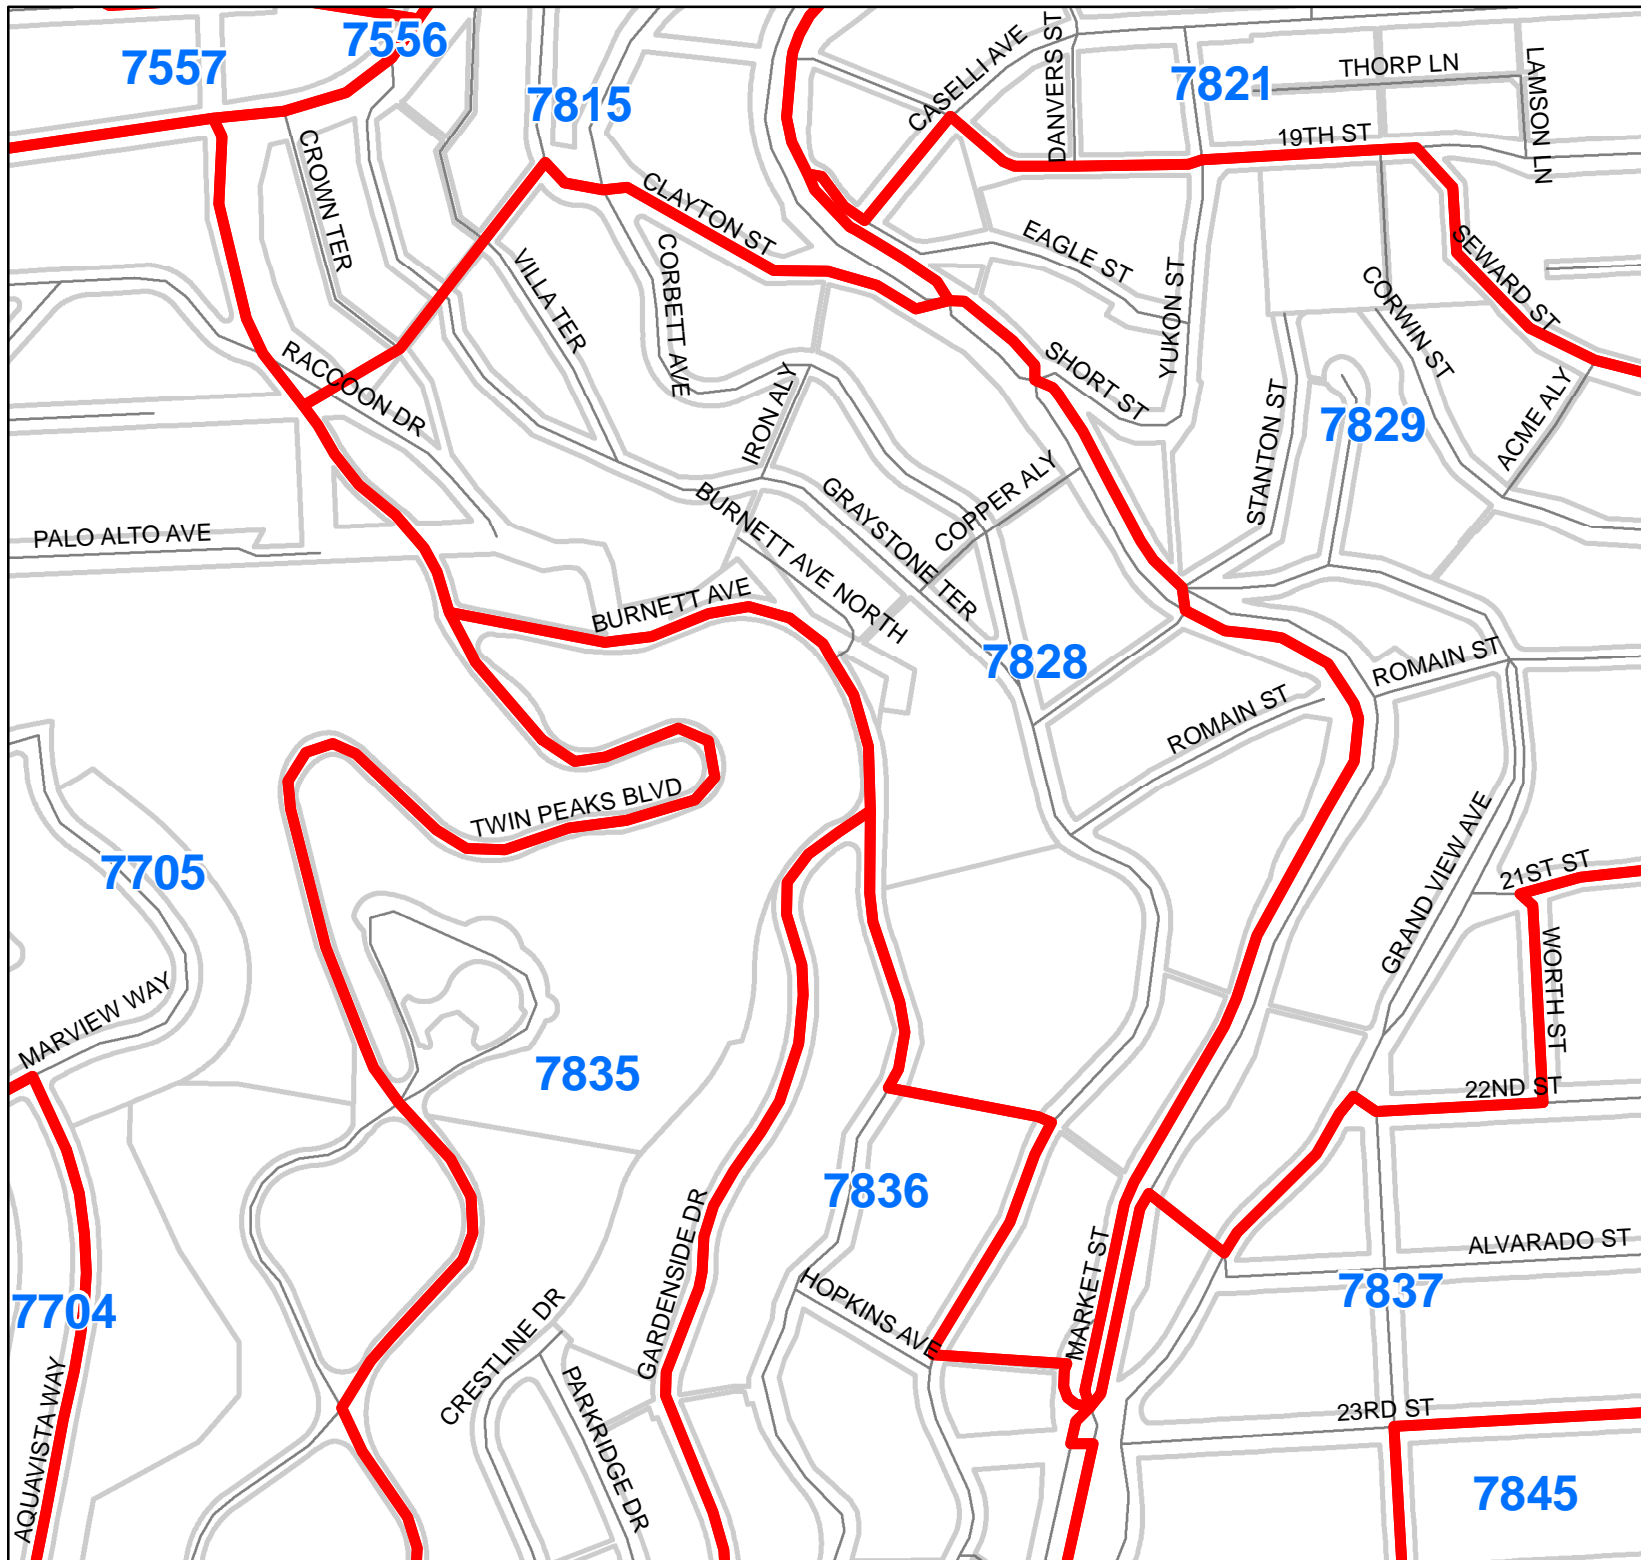 7556
7557
7815
CASELLI AVE
DANVERS ST
7821
THORP LN
LAMSON LN
19TH ST
CROWN TER
CLAYTON ST
CORBETT AVE
VILLA TER
EAGLE ST
YUKON ST
SEWARD ST
CORWIN ST
RACCOON DR
SHORT ST
IRON ALY
STANTON ST
7829
ACME ALY
PALO ALTO AVE
BURNETT AVE NORTH
GRAYSTONE TER
COPPER ALY
BURNETT AVE
7828
ROMAIN ST
ROMAIN ST
TWIN PEAKS BLVD
7705
GRAND VIEW AVE
21ST ST
WORTH ST
MARVIEW WAY
7835
22ND ST
7836
GARDENSIDE DR
MARKET ST
ALVARADO ST
7837
7704
HOPKINS AVE
CRESTLINE DR
PARKRIDGE DR
AQUAVISTA WAY
23RD ST
7845